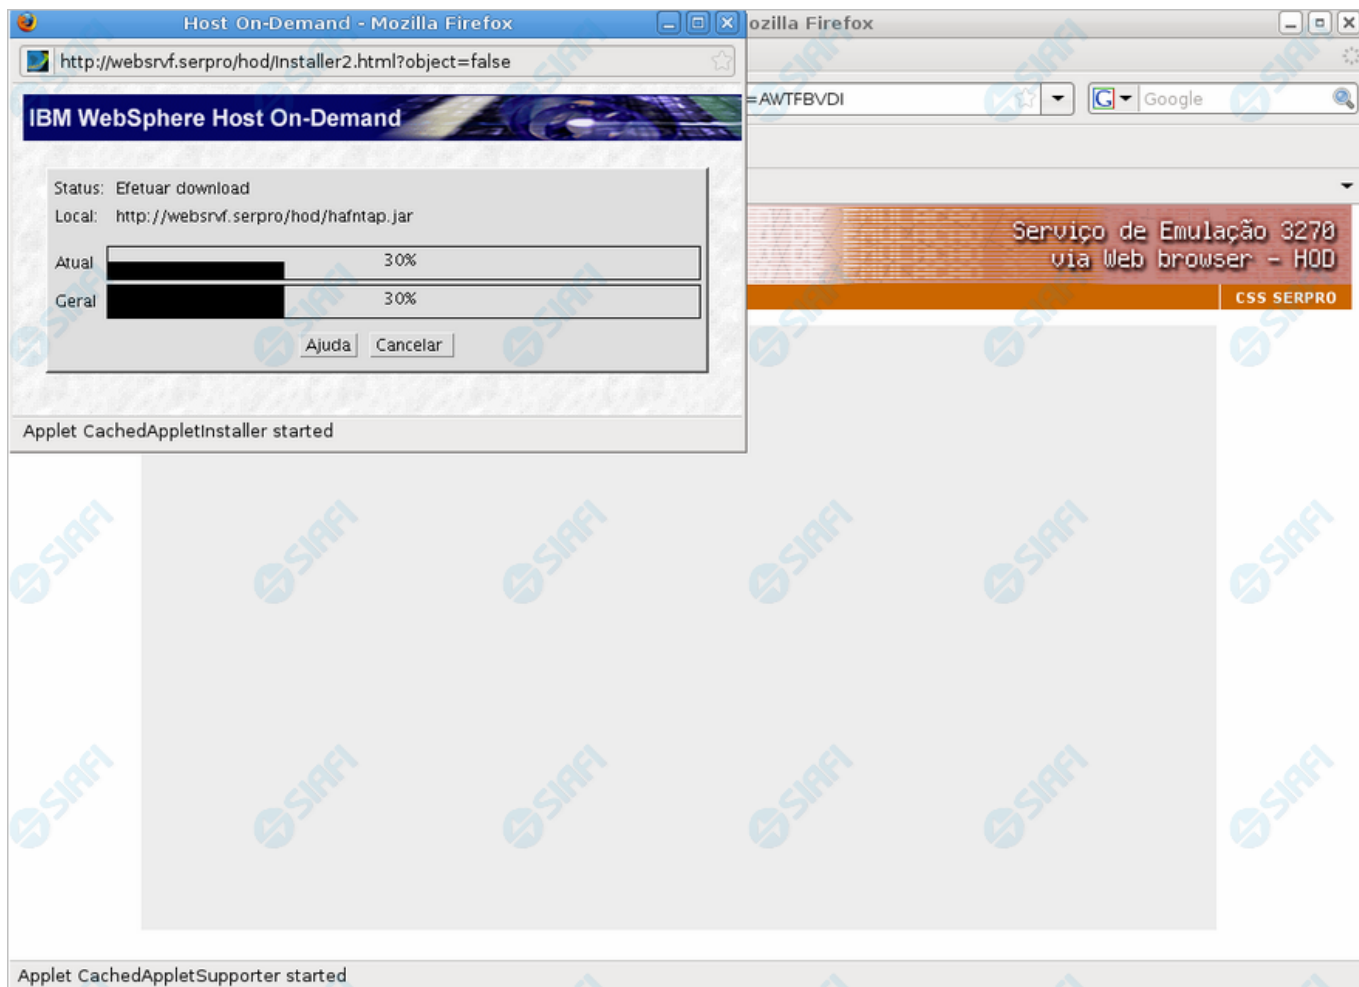 Host On-Demand - Mozilla Firefox
ozilla Firefox
http://websrvf.serpro/hod/Installer2.html?object=false
=AWTFBVDI
Google
IBM WebSphere Host On-Demand
Status: Efetuar download
Local: http://websrvf.serpro/hod/hafntap.jar
Atual 30%
Geral 30%
Ajuda Cancelar
Applet CachedAppletInstaller started
Serviço de Emulação 3270
via Web browser - HOD
CSS SERPRO
SIAFI
Applet CachedAppletSupporter started